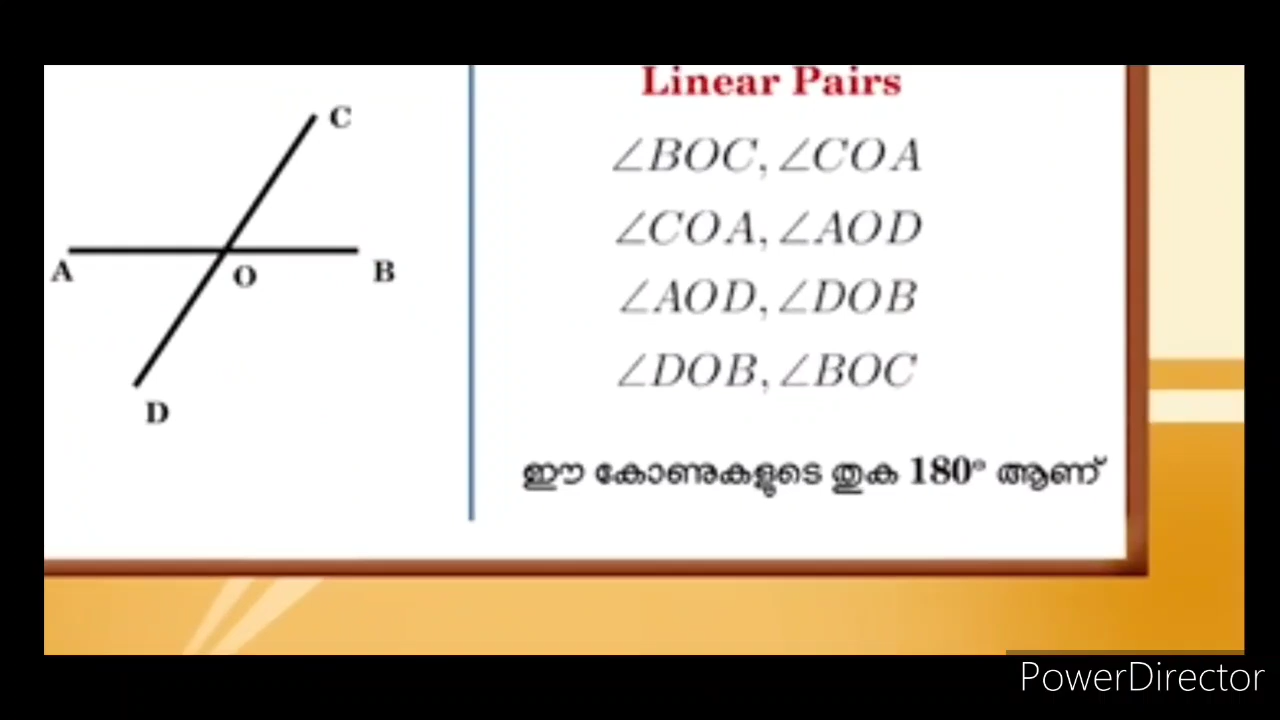 C
A
O
B
D
Linear Pairs
∠BOC, ∠COA
∠COA, ∠AOD
∠AOD, ∠DOB
∠DOB, ∠BOC
ഈ കോണുകളുടെ തുക 180° ആണ്
PowerDirector